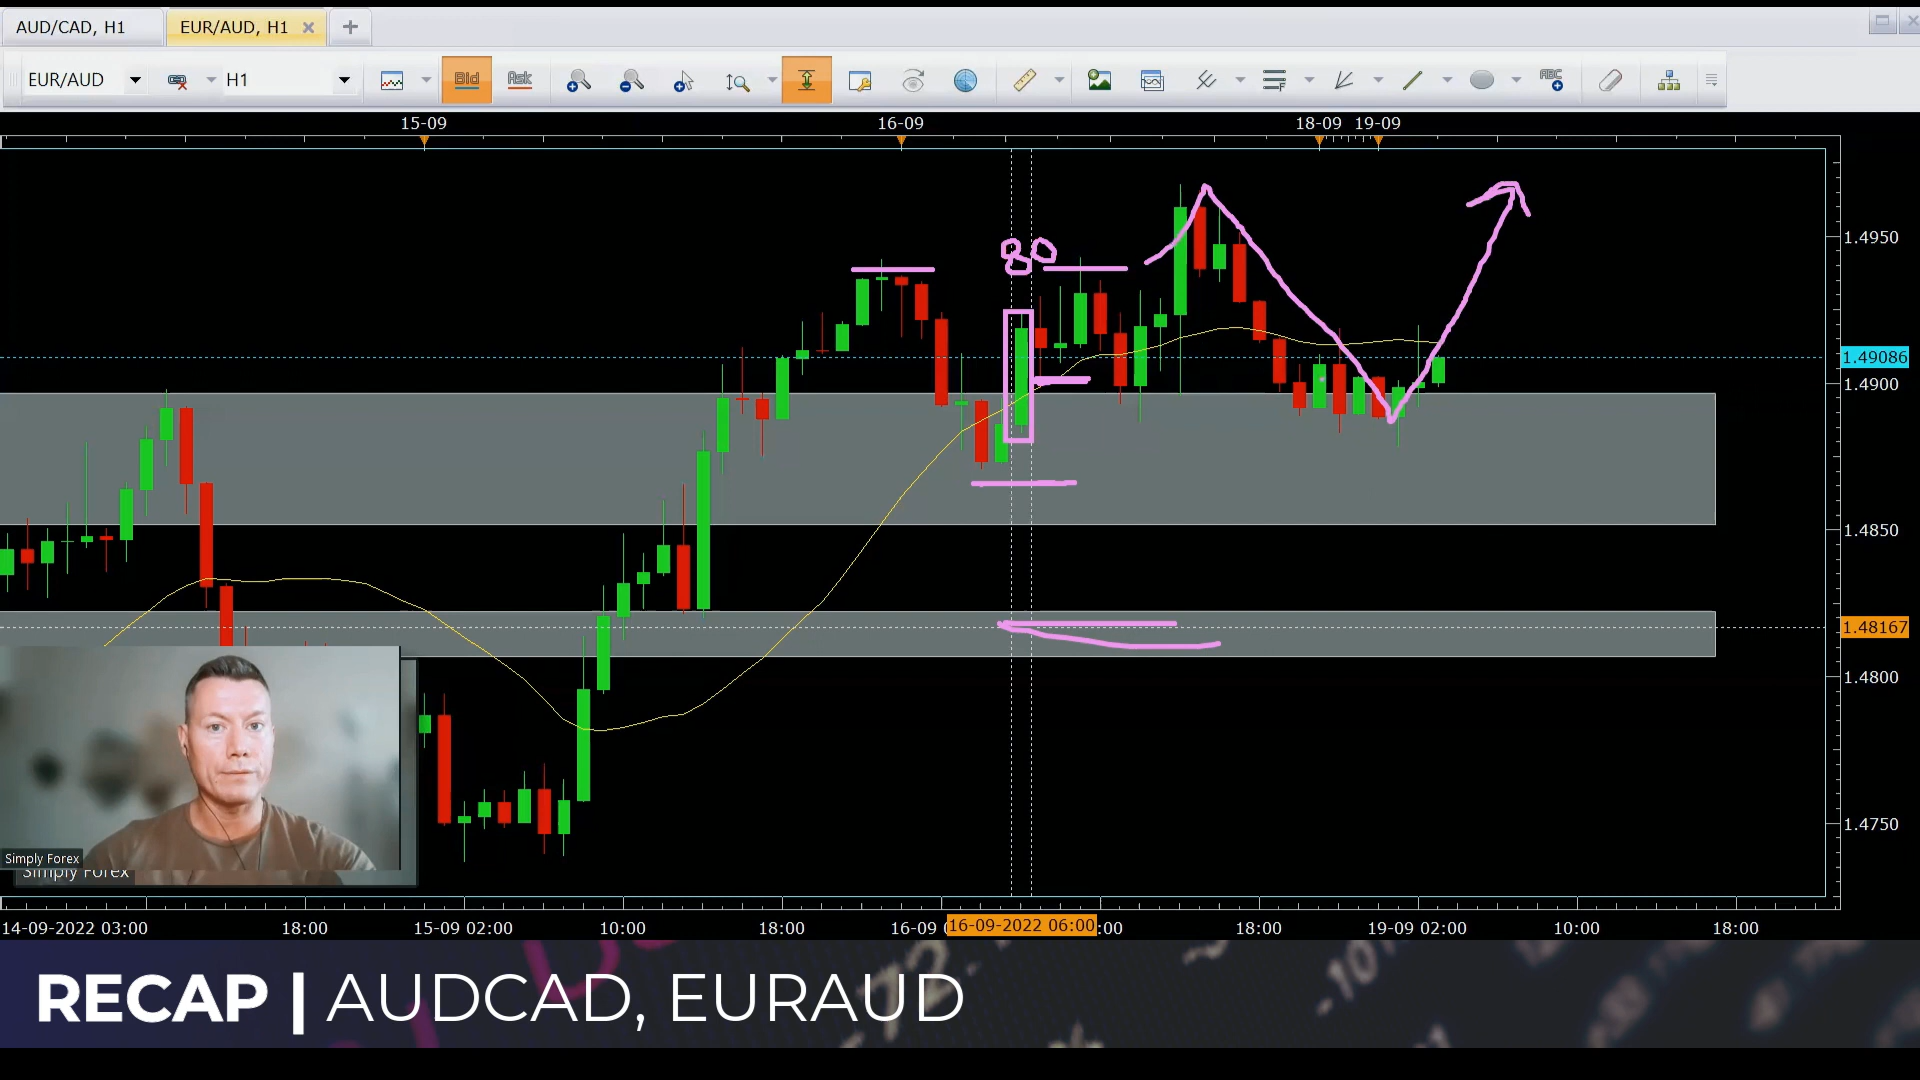 AUD/CAD, H1
EUR/AUD, H1
EUR/AUD
H1
Bid
Ask
ABC
15-09
16-09
18-09
19-09
80
1.4950
1.49086
1.4900
1.4850
1.48167
1.4800
1.4750
Simply Forex
Simply Forex
14-09-2022 03:00
18:00
15-09 02:00
10:00
18:00
16-09
16-09-2022 06:00
:00
18:00
19-09 02:00
10:00
18:00
RECAP | AUDCAD, EURAUD